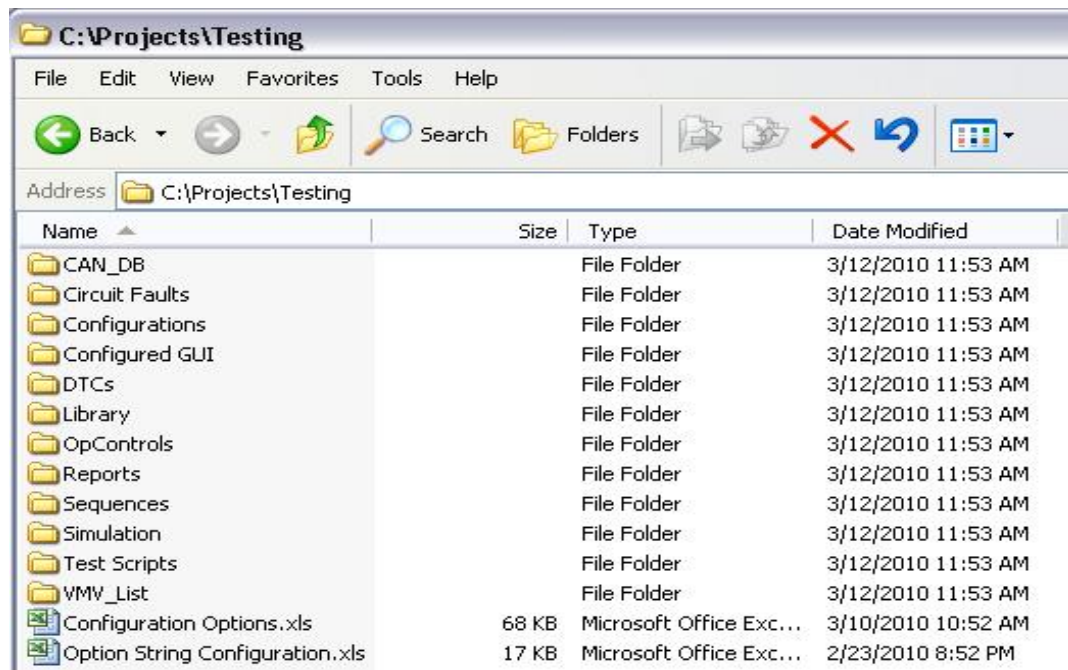 C:\Projects\Testing
File Edit View Favorites Tools Help
Back Search Folders
Address C:\Projects\Testing
Name Size Type Date Modified
CAN_DB File Folder 3/12/2010 11:53 AM
Circuit Faults File Folder 3/12/2010 11:53 AM
Configurations File Folder 3/12/2010 11:53 AM
Configured GUI File Folder 3/12/2010 11:53 AM
DTCs File Folder 3/12/2010 11:53 AM
Library File Folder 3/12/2010 11:53 AM
OpControls File Folder 3/12/2010 11:53 AM
Reports File Folder 3/12/2010 11:53 AM
Sequences File Folder 3/12/2010 11:53 AM
Simulation File Folder 3/12/2010 11:53 AM
Test Scripts File Folder 3/12/2010 11:53 AM
VMV_List File Folder 3/12/2010 11:53 AM
Configuration Options.xls 68 KB Microsoft Office Exc... 3/10/2010 10:52 AM
Option String Configuration.xls 17 KB Microsoft Office Exc... 2/23/2010 8:52 PM